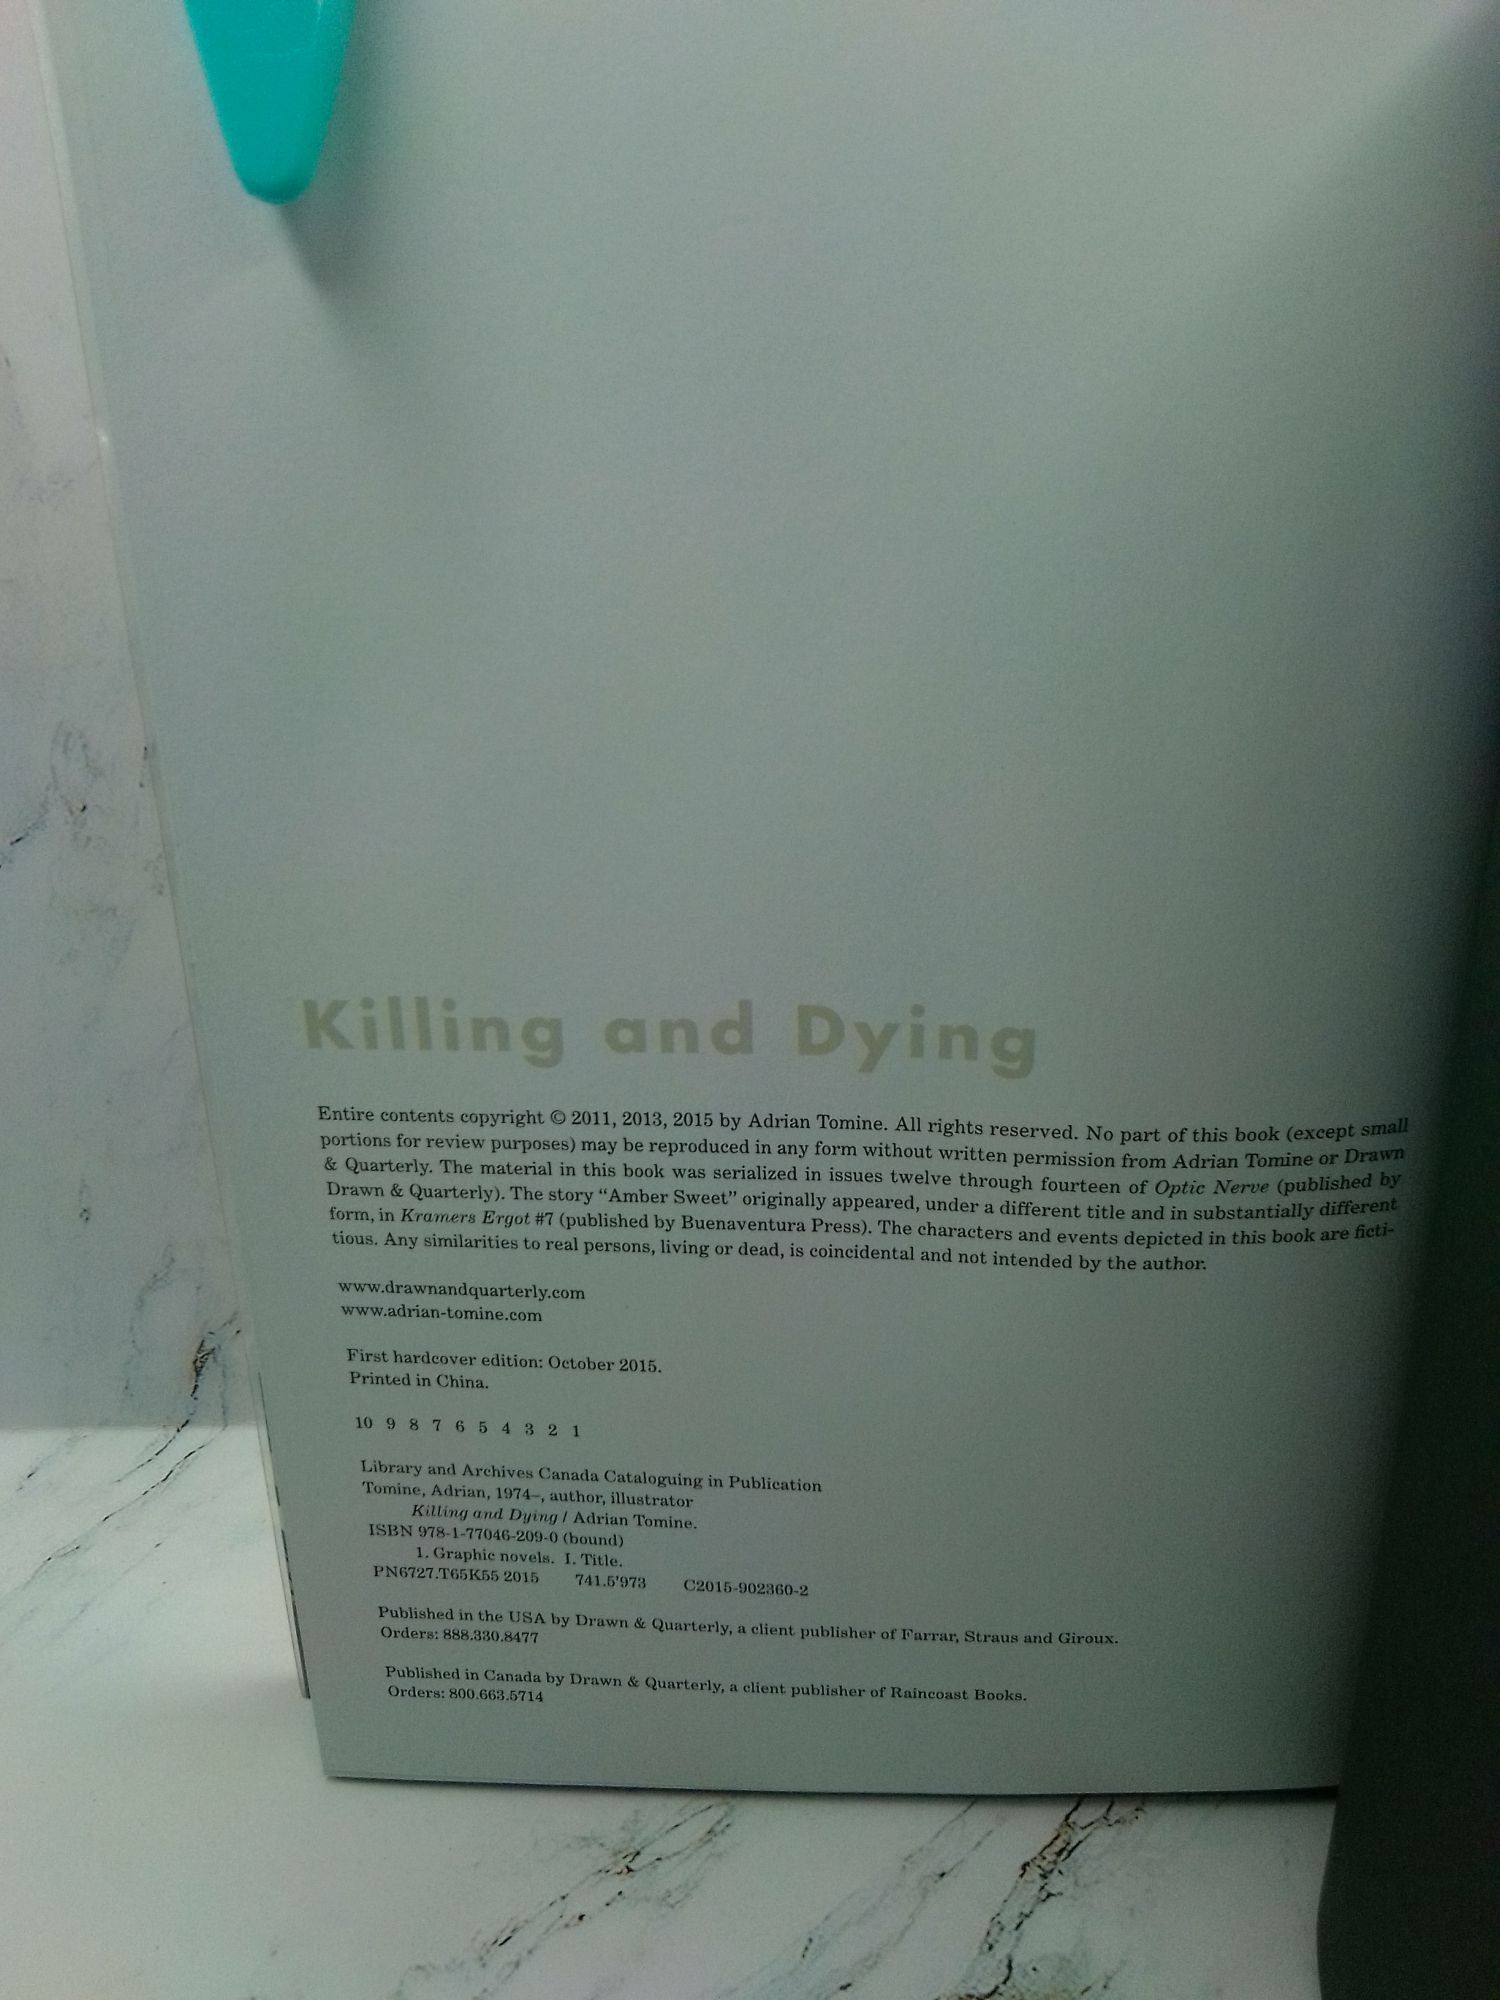 Killing and Dying
Entire contents copyright © 2011, 2013, 2015 by Adrian Tomine. All rights reserved. No part of this book (except small
portions for review purposes) may be reproduced in any form without written permission from Adrian Tomine or Drawn
& Quarterly. The material in this book was serialized in issues twelve through fourteen of Optic Nerve (published by
Drawn & Quarterly). The story “Amber Sweet” originally appeared, under a different title and in substantially different
form, in Kramers Ergot #7 (published by Buenaventura Press). The characters and events depicted in this book are ficti-
tious. Any similarities to real persons, living or dead, is coincidental and not intended by the author.
www.drawnandquarterly.com
www.adrian-tomine.com
First hardcover edition: October 2015.
Printed in China.
10 9 8 7 6 5 4 3 2 1
Library and Archives Canada Cataloguing in Publication
Tomine, Adrian, 1974–, author, illustrator
Killing and Dying / Adrian Tomine.
ISBN 978-1-77046-209-0 (bound)
1. Graphic novels. I. Title.
PN6727.T65K55 2015 741.5'973 C2015-902360-2
Published in the USA by Drawn & Quarterly, a client publisher of Farrar, Straus and Giroux.
Orders: 888.330.8477
Published in Canada by Drawn & Quarterly, a client publisher of Raincoast Books.
Orders: 800.663.5714